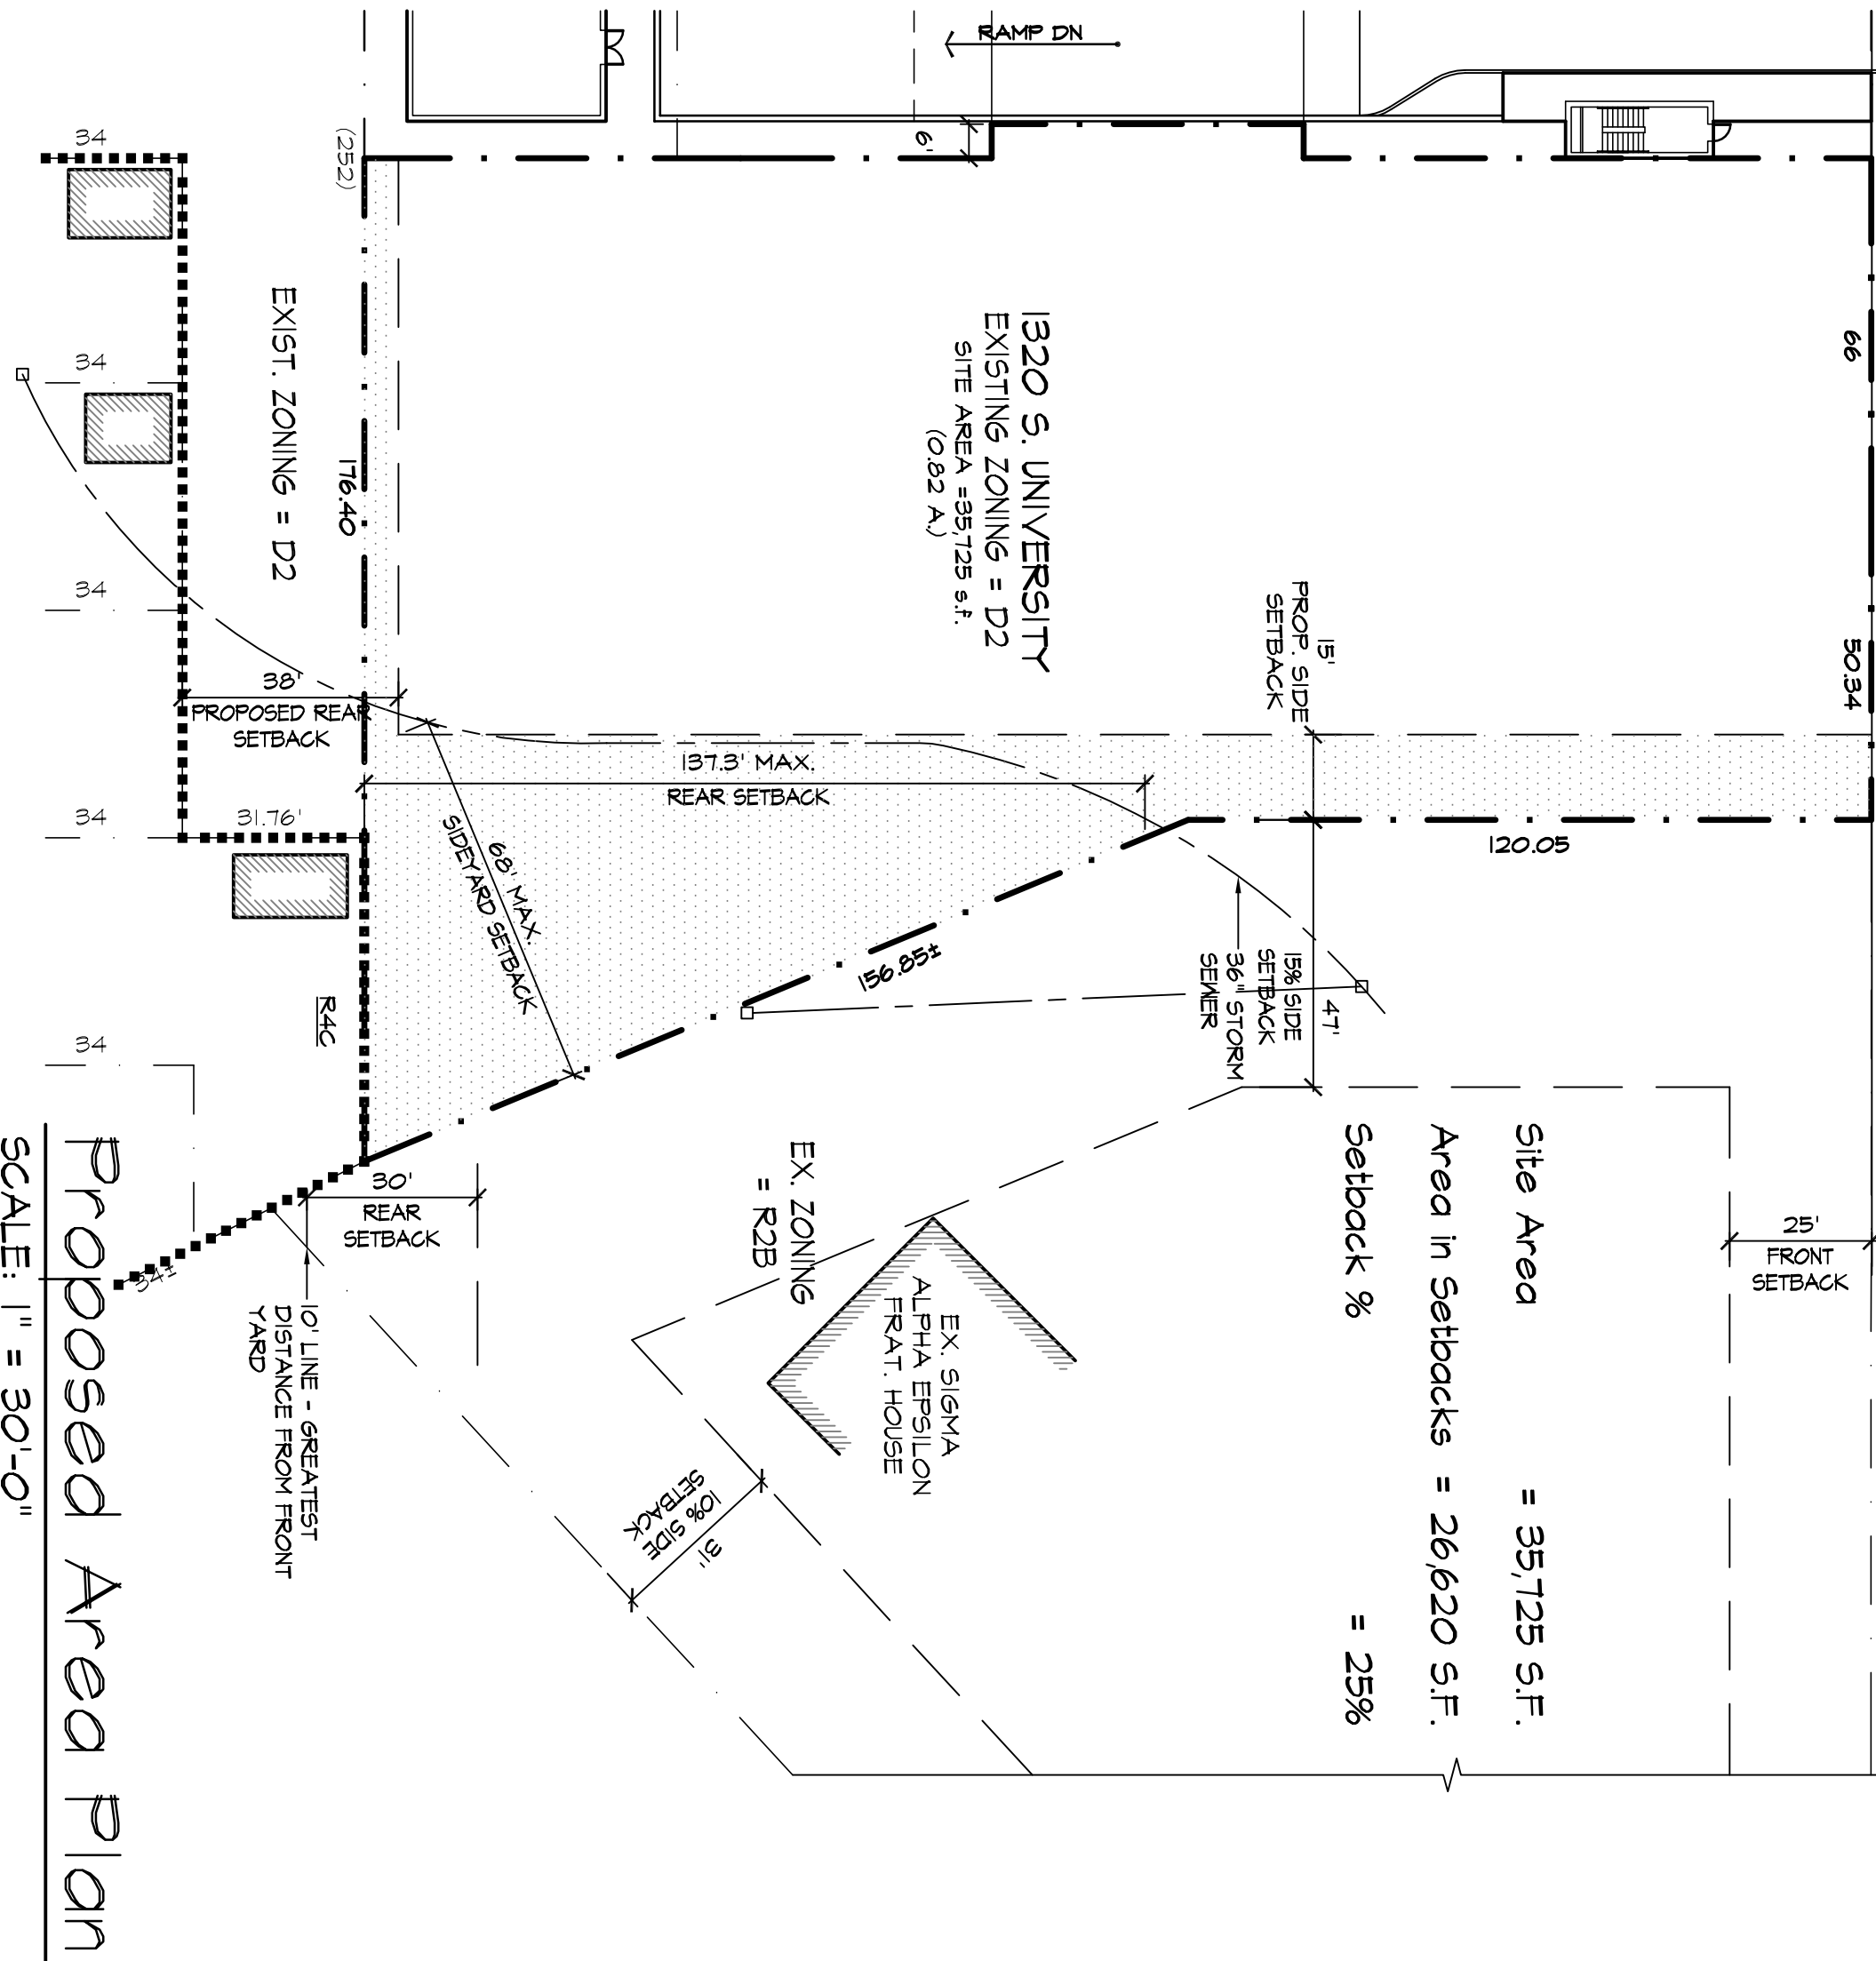 RAMP DN
6'
34
(252)
66
50.34
1320 S. UNIVERSITY
EXISTING ZONING = D2
SITE AREA =35,725 s.f.
(0.82 A.)
EXIST. ZONING = D2
176.40
34
34
34
34
38'
PROPOSED REAR
SETBACK
15'
PROP. SIDE
SETBACK
137.3' MAX.
REAR SETBACK
31.76'
120.05
68' MAX.
SIDEYARD SETBACK
156.85±
47'
15% SIDE
SETBACK
36" STORM
SEWER
R4C
30'
REAR
SETBACK
34±
EX. ZONING
= R2B
EX. SIGMA
ALPHA EPSILON
FRAT. HOUSE
25'
FRONT
SETBACK
10' LINE - GREATEST
DISTANCE FROM FRONT
YARD
31'
10% SIDE
SETBACK
Site Area = 35,725 S.F.
Area in Setbacks = 26,620 S.F.
Setback % = 25%
Proposed Area Plan
SCALE: 1" = 30'-0"